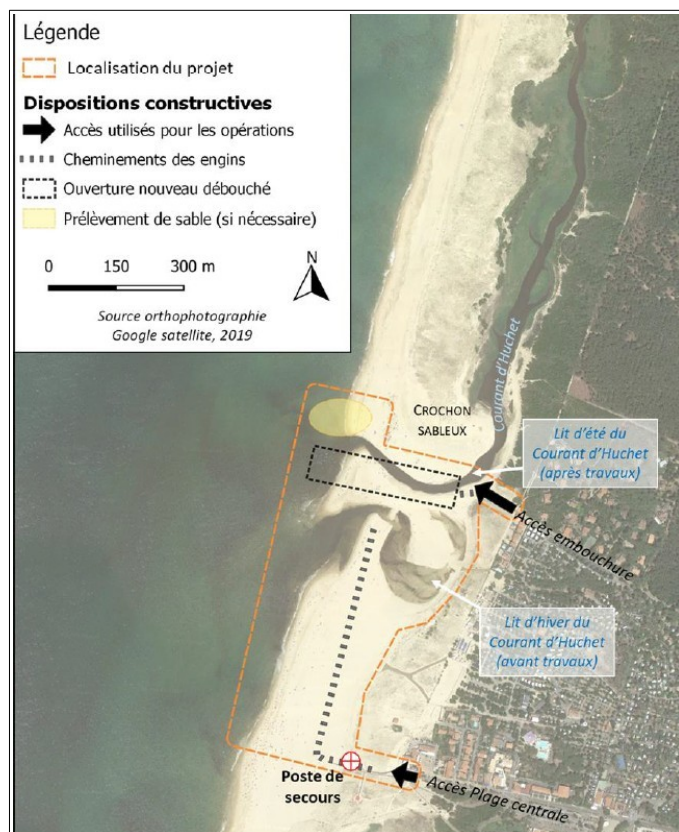 Légende
Localisation du projet
Dispositions constructives
Accès utilisés pour les opérations
Cheminements des engins
Ouverture nouveau débouché
Prélèvement de sable (si nécessaire)
0 150 300 m
N
Source orthophotographie
Google satellite, 2019
Courant d'Huchet
CROCHON
SABLEUX
Lit d'été du
Courant d'Huchet
(après travaux)
Accès embouchure
Lit d'hiver du
Courant d'Huchet
(avant travaux)
Poste de
secours
Accès Plage centrale